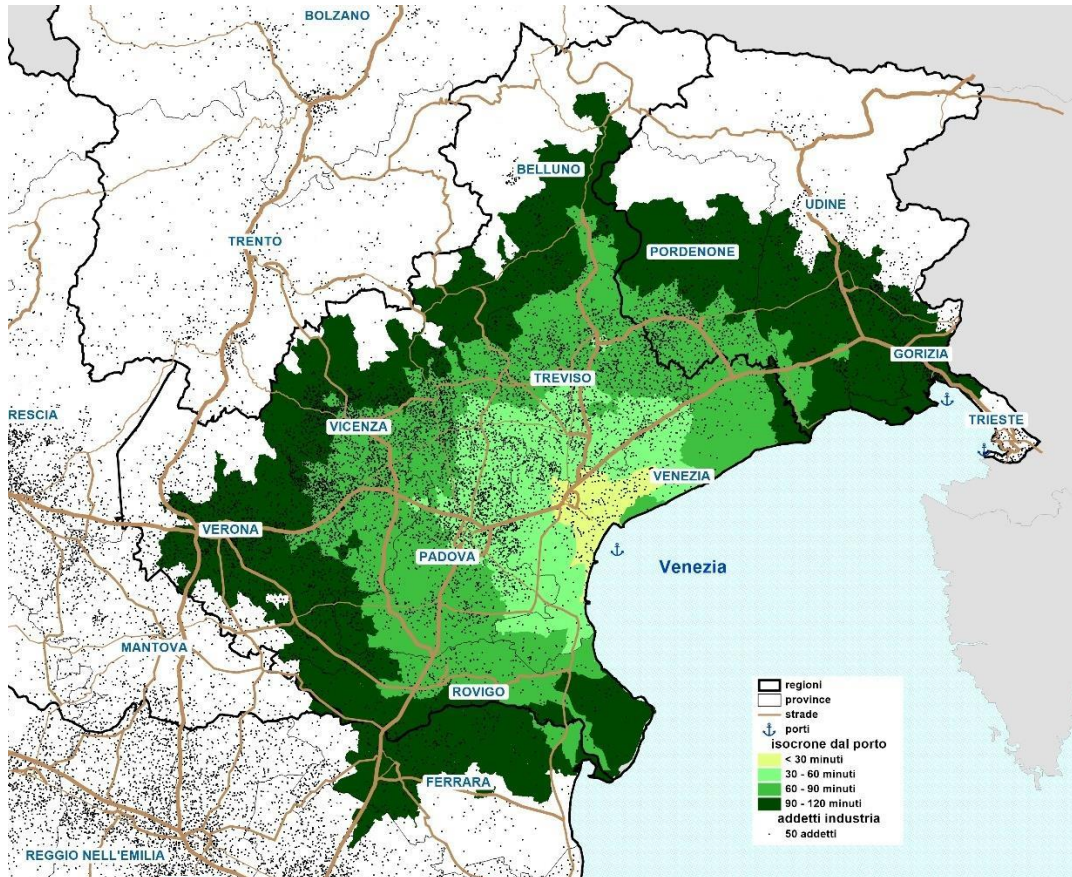 BOLZANO
BELLUNO
UDINE
TRENTO
PORDENONE
GORIZIA
TREVISO
RESCIA
VICENZA
TRIESTE
VENEZIA
VERONA
PADOVA
Venezia
MANTOVA
ROVIGO
FERRARA
REGGIO NELL'EMILIA
regioni
province
strade
porti
isocrone dal porto
< 30 minuti
30 - 60 minuti
60 - 90 minuti
90 - 120 minuti
addetti industria
50 addetti